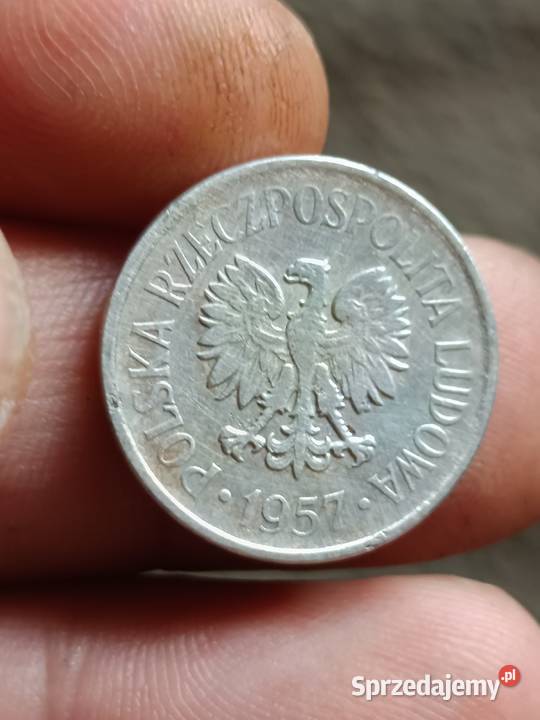 POLSKA RZECZPOSPOLITA LUDOWA
· 1957 ·
Sprzedajemy.pl